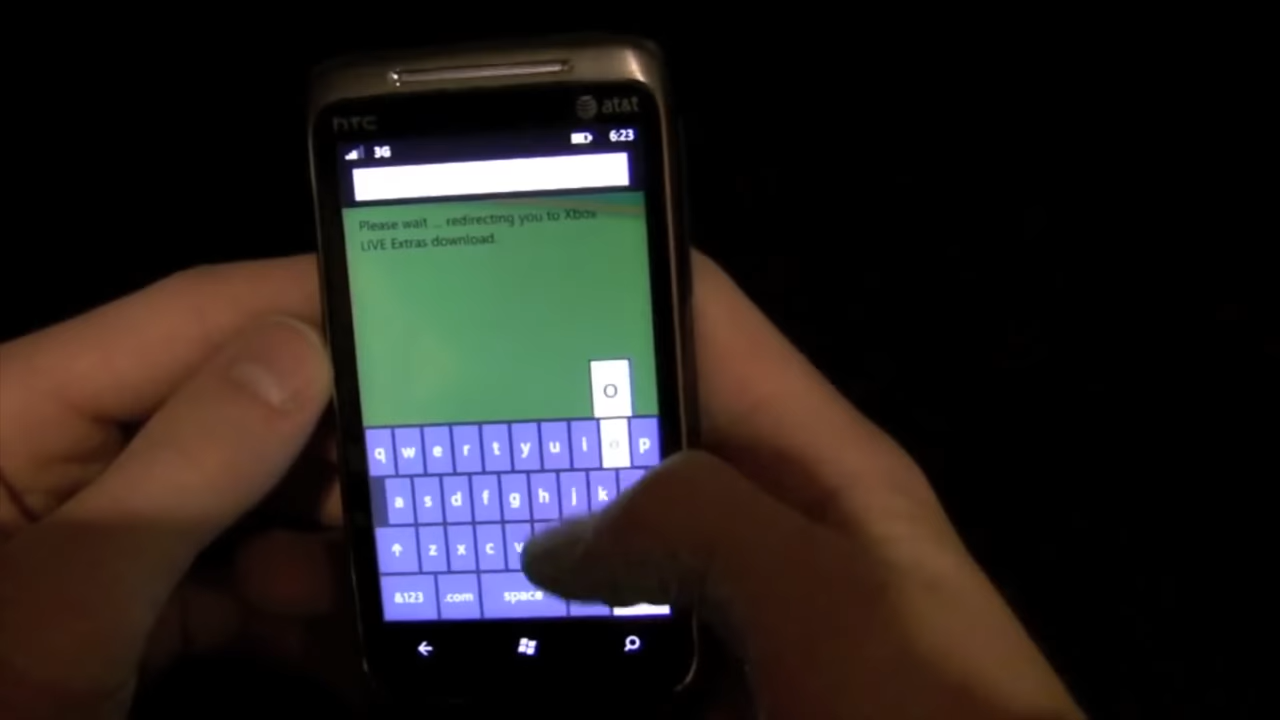 at&t
hTC
3G 6:23
Please wait ... redirecting you to Xbox
LIVE Extras download.
o
q w e r t y u i o p
a s d f g h j k
z x c v
&123 .com space